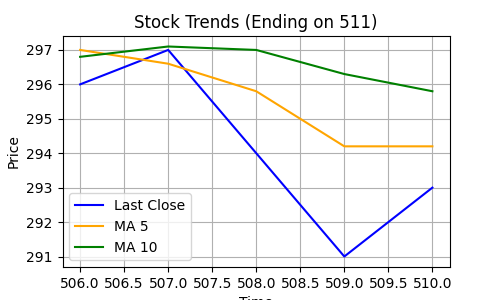 Stock Trends (Ending on 511)
297
296
295
294
293
292
291
Price
Last Close
MA 5
MA 10
506.0 506.5 507.0 507.5 508.0 508.5 509.0 509.5 510.0
Time